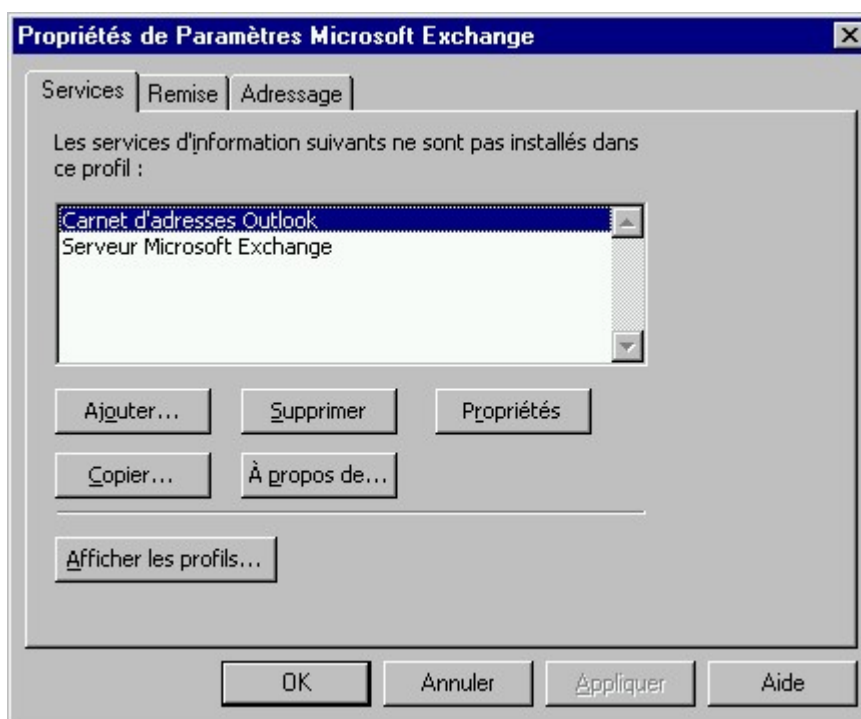 Propriétés de Paramètres Microsoft Exchange
Services
Remise
Adressage
Les services d'information suivants ne sont pas installés dans
ce profil :
Carnet d'adresses Outlook
Serveur Microsoft Exchange
Ajouter...
Supprimer
Propriétés
Copier...
À propos de...
Afficher les profils...
OK
Annuler
Appliquer
Aide